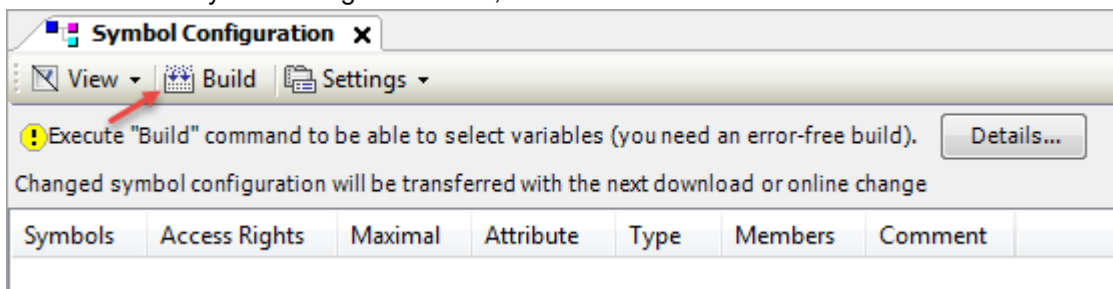 Symbol Configuration X
View Build Settings
Execute "Build" command to be able to select variables (you need an error-free build). Details...
Changed symbol configuration will be transferred with the next download or online change
Symbols Access Rights Maximal Attribute Type Members Comment